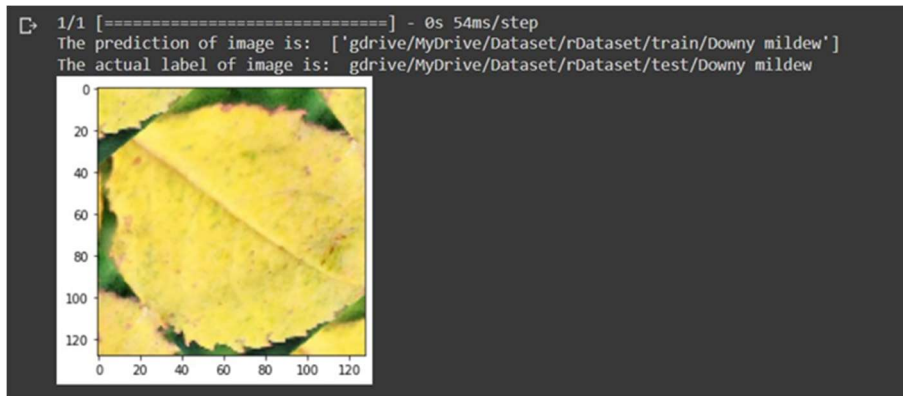 1/1 [==============================] - 0s 54ms/step
The prediction of image is:  ['gdrive/MyDrive/Dataset/rDataset/train/Downy mildew']
The actual label of image is:  gdrive/MyDrive/Dataset/rDataset/test/Downy mildew
0
20
40
60
80
100
120
0 20 40 60 80 100 120